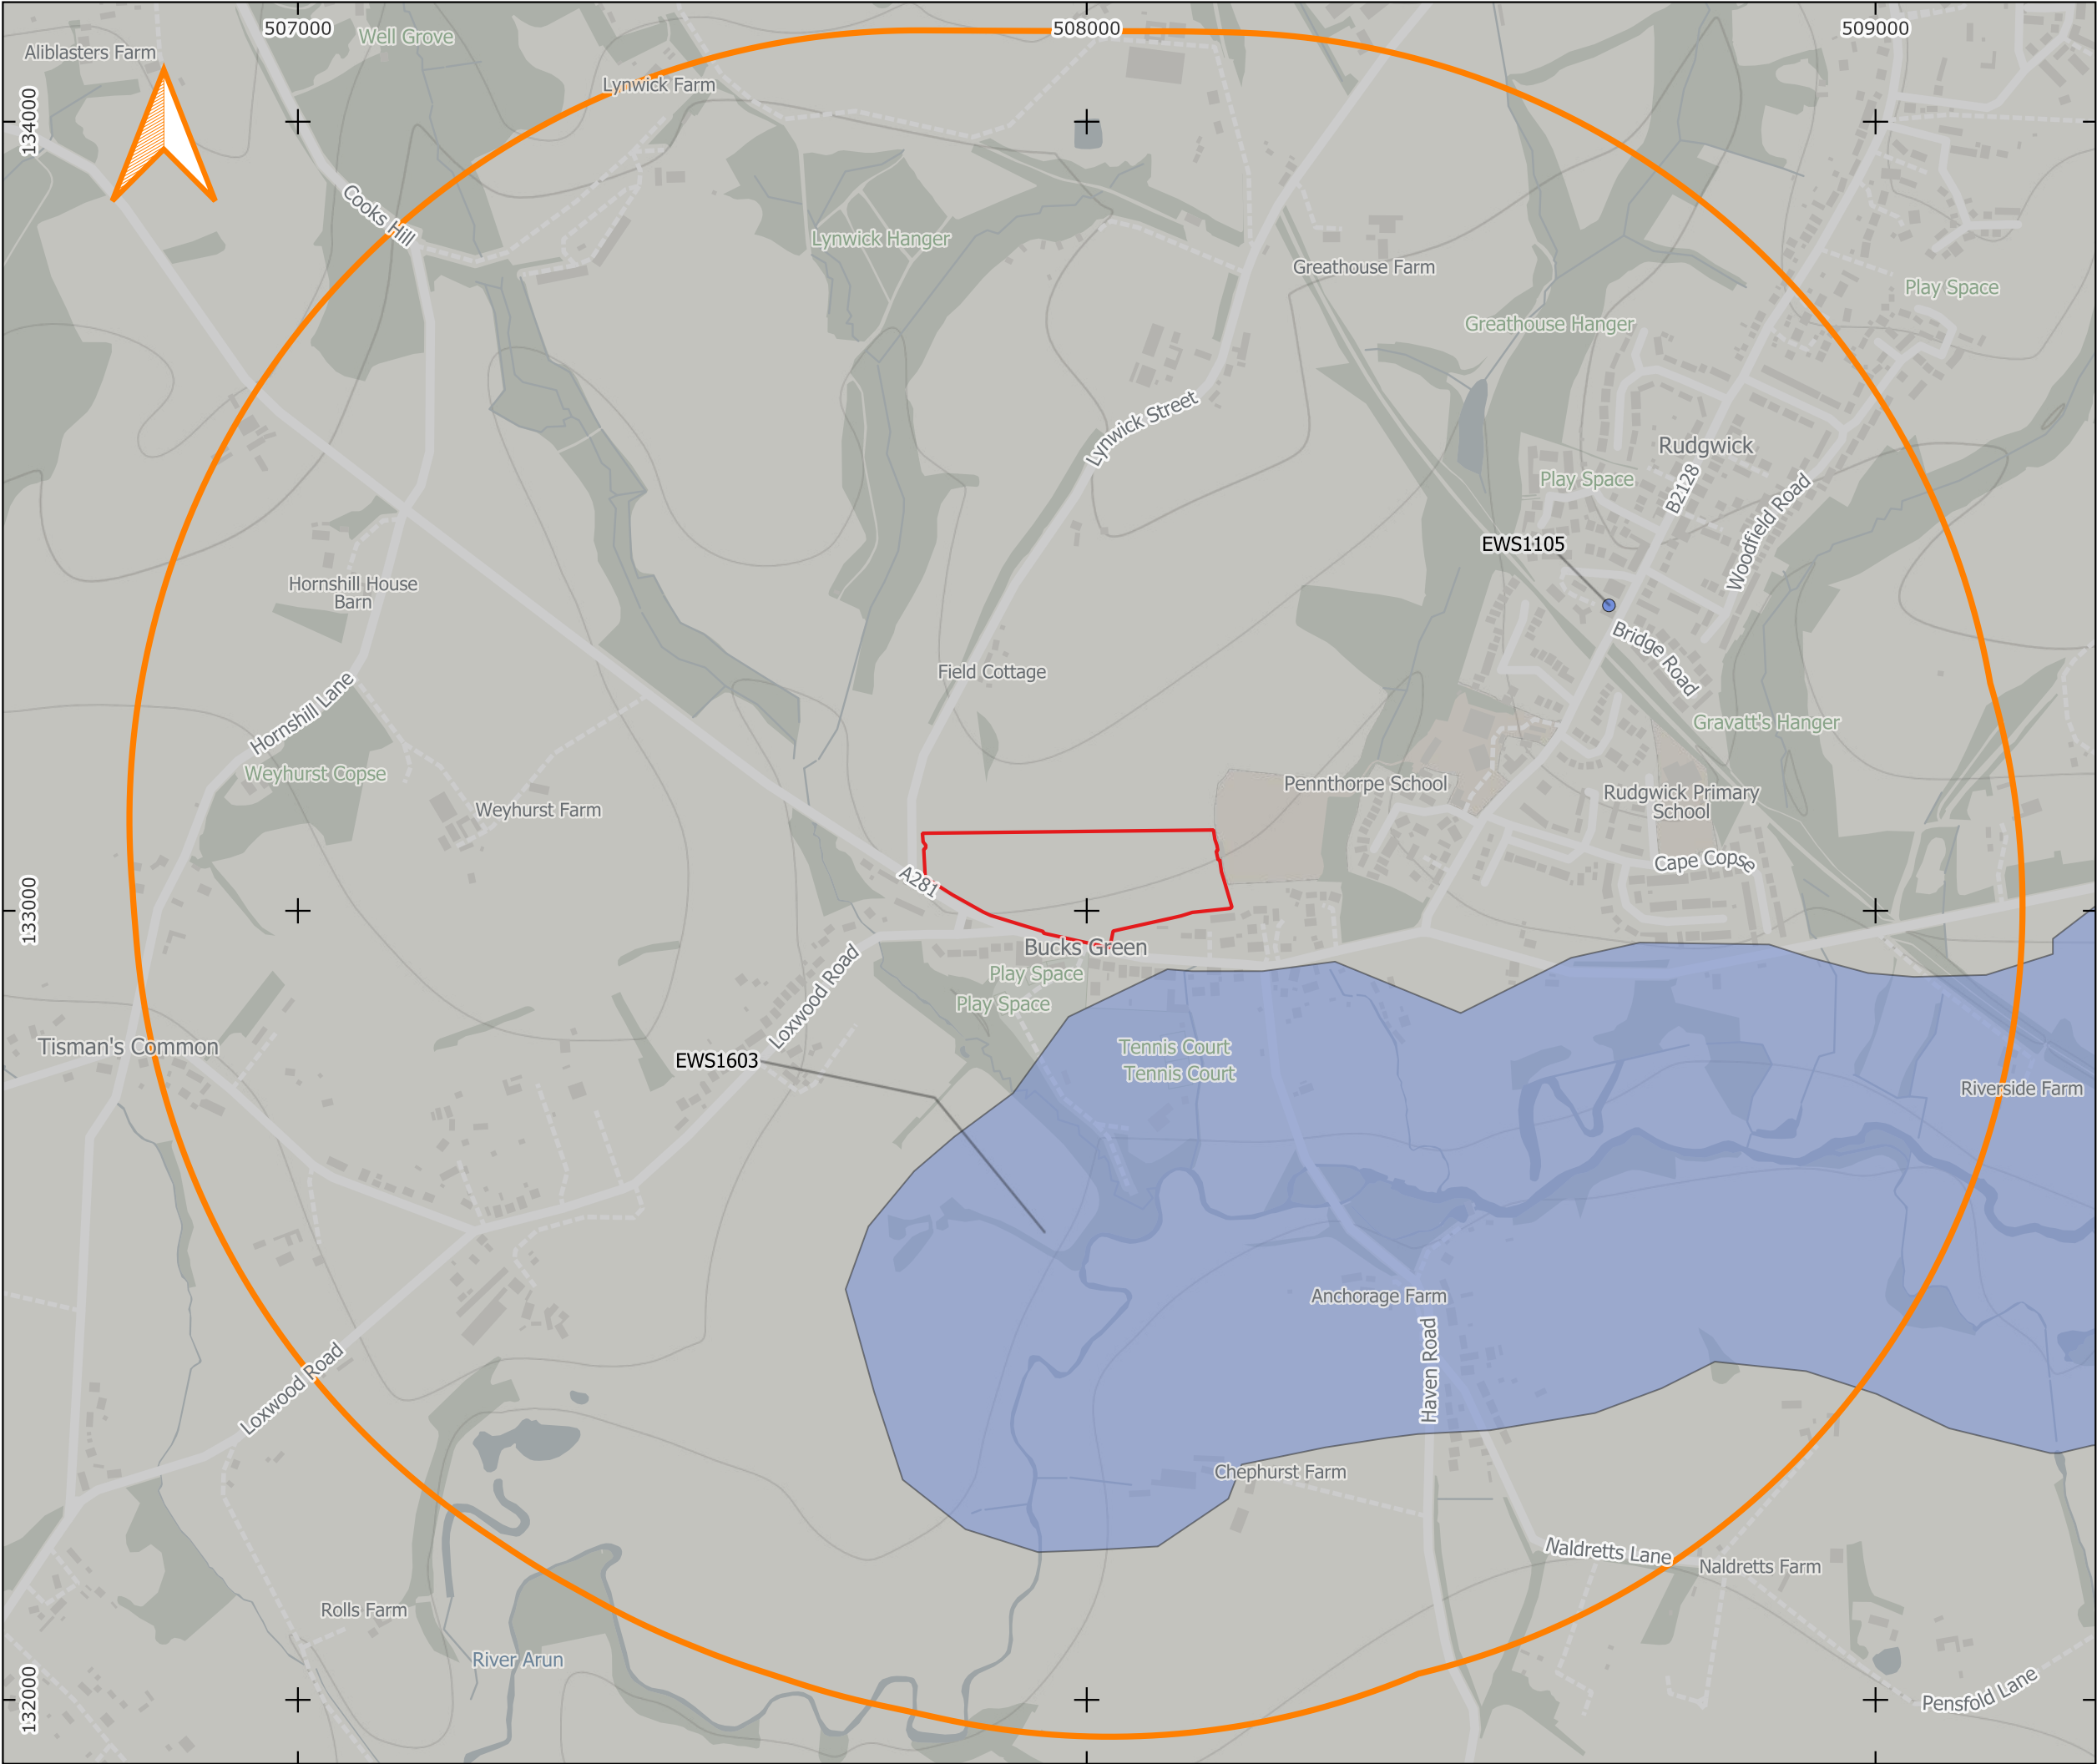 507000
508000
509000
Aliblasters Farm
Well Grove
Lynwick Farm
134000
Cooks Hill
Lynwick Hanger
Greathouse Farm
Play Space
Greathouse Hanger
Lynwick Street
Rudgwick
Play Space
B2128
Woodfield Road
EWS1105
Hornshill House
Barn
Bridge Road
Field Cottage
Hornshill Lane
Gravatt's Hanger
Weyhurst Copse
Pennthorpe School
Weyhurst Farm
Rudgwick Primary
School
Cape Copse
A281
133000
Bucks Green
Play Space
Play Space
Loxwood Road
Tisman's Common
Tennis Court
Tennis Court
EWS1603
Riverside Farm
Anchorage Farm
Haven Road
Loxwood Road
Chephurst Farm
Naldretts Lane
Naldretts Farm
Rolls Farm
River Arun
132000
Pensfold Lane